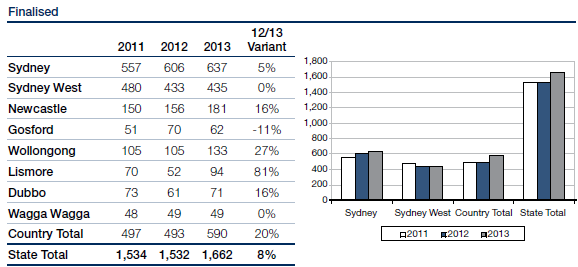 Finalised
12/13
2011 2012 2013 Variant
Sydney 557 606 637 5%
Sydney West 480 433 435 0%
Newcastle 150 156 181 16%
Gosford 51 70 62 -11%
Wollongong 105 105 133 27%
Lismore 70 52 94 81%
Dubbo 73 61 71 16%
Wagga Wagga 48 49 49 0%
Country Total 497 493 590 20%
State Total 1,534 1,532 1,662 8%
1,800
1,600
1,400
1,200
1,000
800
600
400
200
0
Sydney Sydney West Country Total State Total
2011 2012 2013